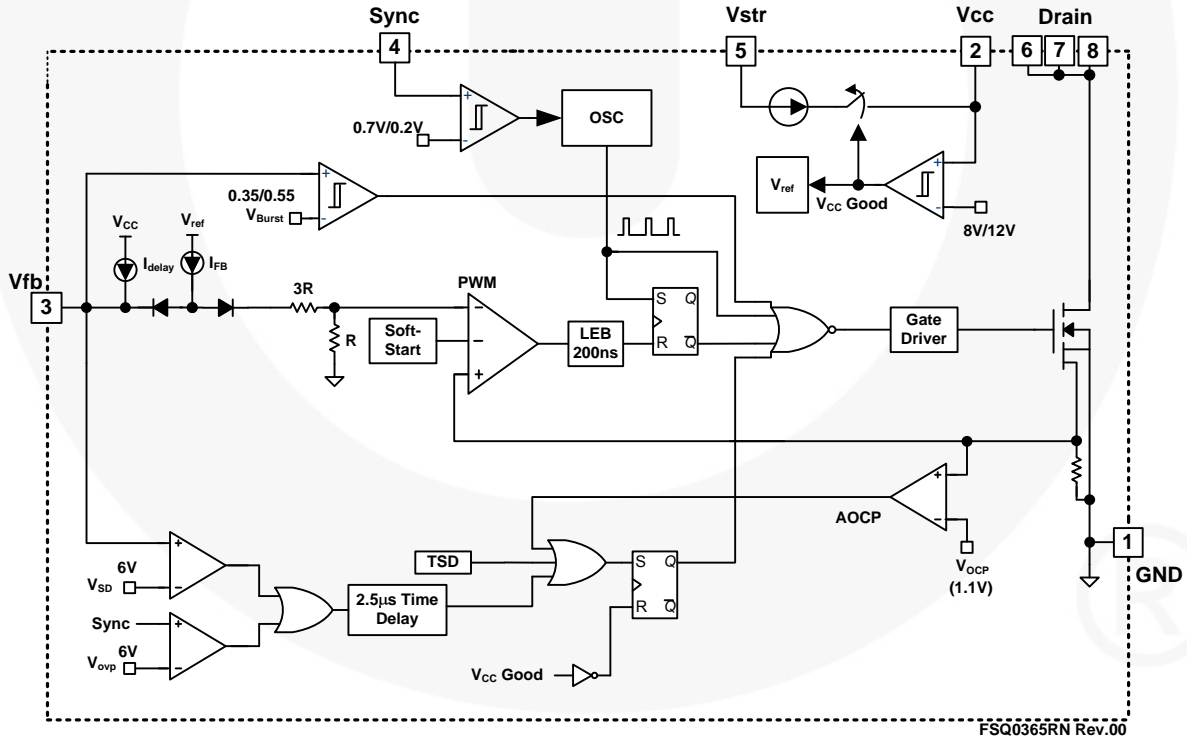 Sync
Vstr
Vcc
Drain
4
5
2
6
7
8
0.7V/0.2V
+
-
OSC
Vref
VCC Good
+
-
8V/12V
0.35/0.55
VBurst
+
-
VCC
Vref
Idelay
IFB
Vfb
3
3R
R
PWM
Soft-
Start
−
−
+
LEB
200ns
S Q
R Q̅
Gate
Driver
AOCP
+
−
VOCP
(1.1V)
1
GND
6V
VSD
+
−
Sync
6V
Vovp
+
−
2.5μs Time
Delay
TSD
S Q
R Q̅
VCC Good
®
FSQ0365RN Rev.00